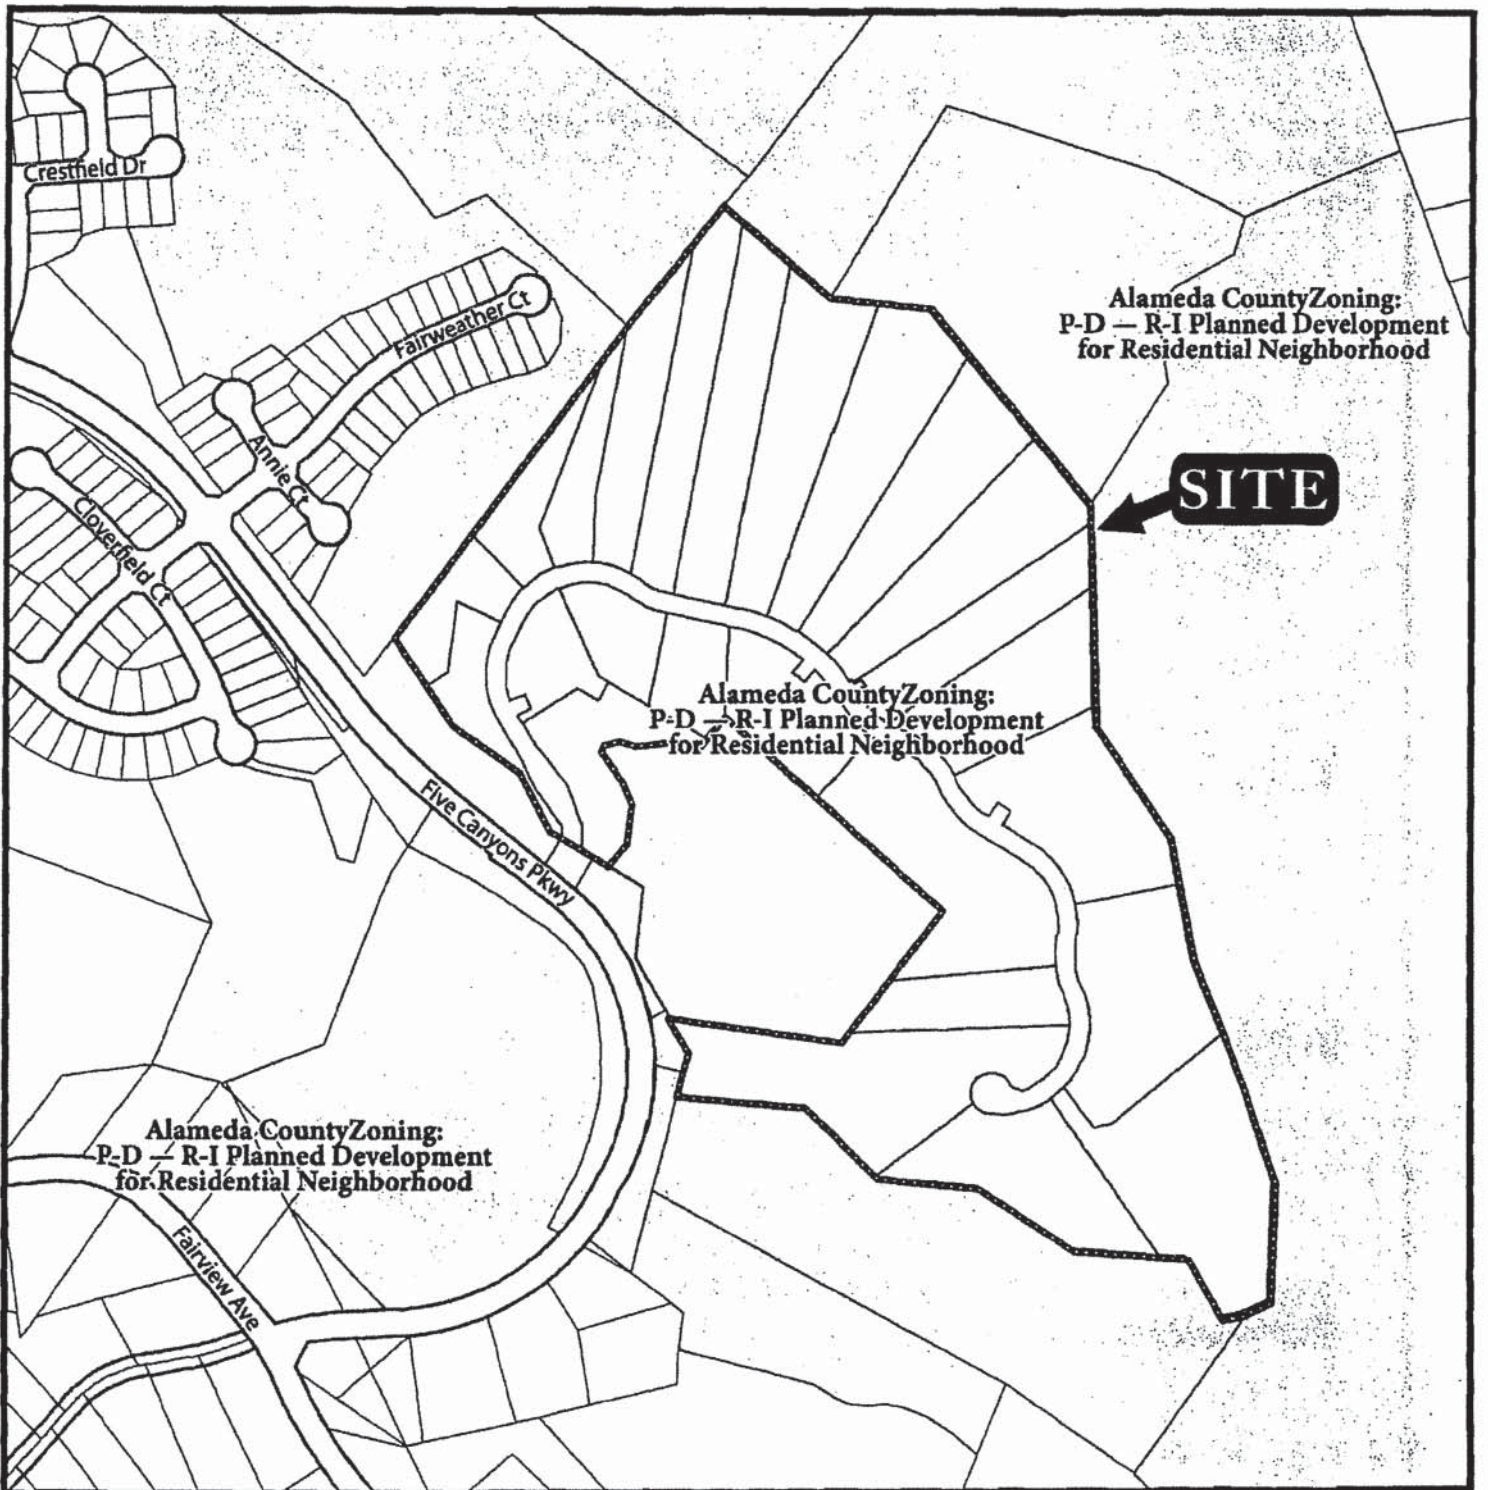 Crestfield Dr
Fairweather Ct
Alameda CountyZoning:
P-D — R-I Planned Development
for Residential Neighborhood
Annie Ct
SITE
Cloverfield Ct
Alameda CountyZoning:
P-D — R-I Planned Development
for Residential Neighborhood
Five Canyons Pkwy
Alameda CountyZoning:
P-D — R-I Planned Development
for Residential Neighborhood
Fairview Ave